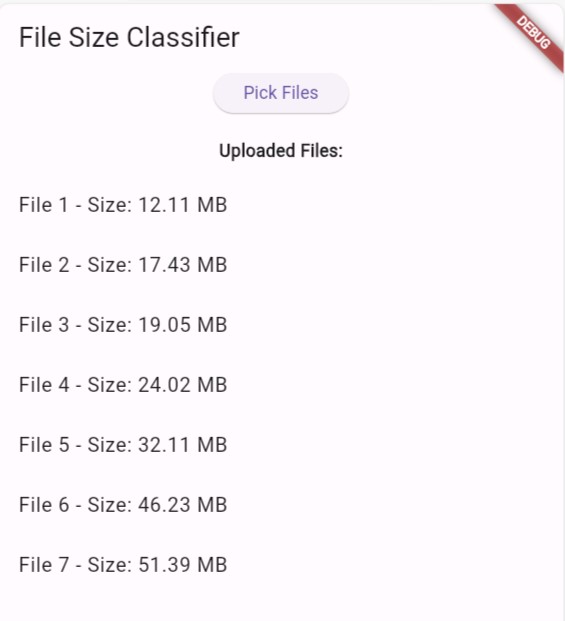 File Size Classifier
DEBUG
Pick Files
Uploaded Files:
File 1 - Size: 12.11 MB
File 2 - Size: 17.43 MB
File 3 - Size: 19.05 MB
File 4 - Size: 24.02 MB
File 5 - Size: 32.11 MB
File 6 - Size: 46.23 MB
File 7 - Size: 51.39 MB